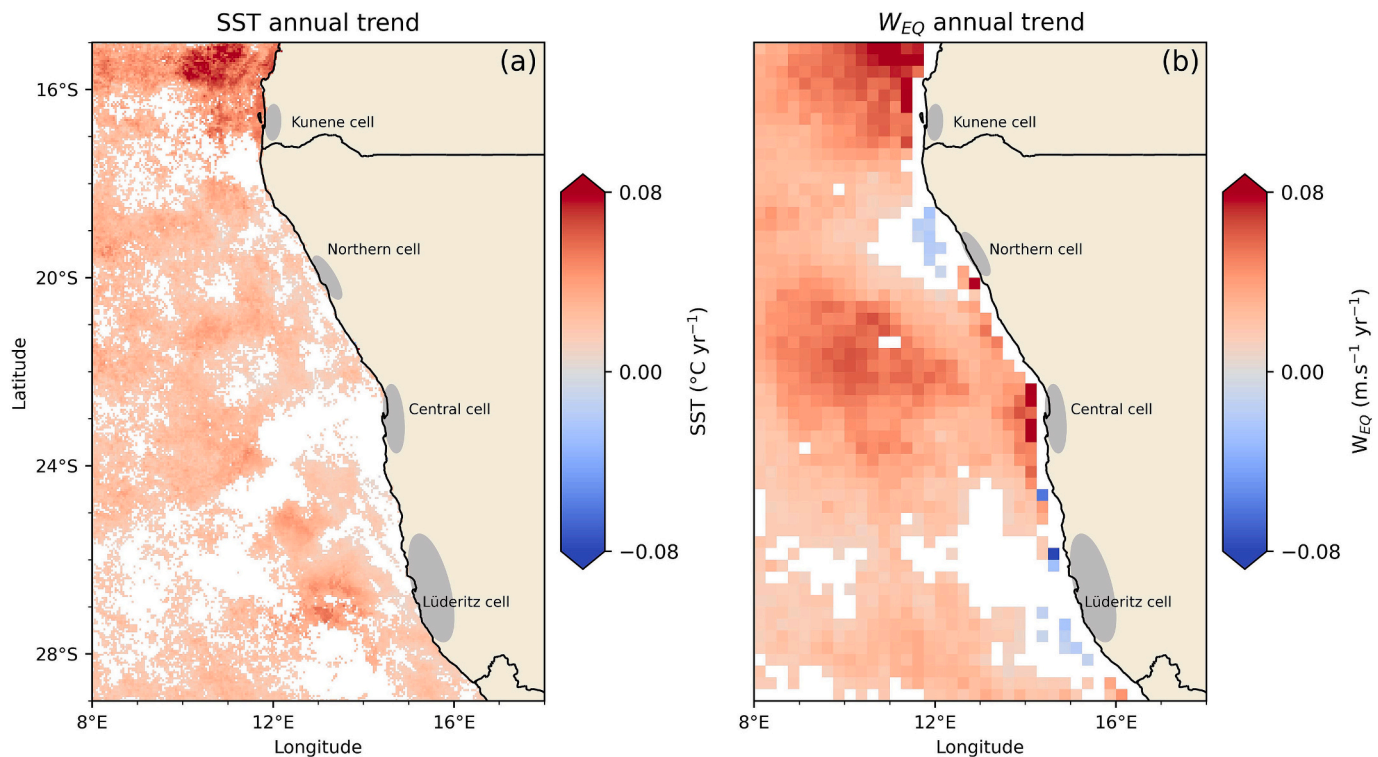 SST annual trend
(a)
16°S
20°S
24°S
28°S
Latitude
8°E
12°E
16°E
Longitude
Kunene cell
Northern cell
Central cell
Lüderitz cell
0.08
0.00
−0.08
SST (°C yr⁻¹)
W_EQ annual trend
(b)
8°E
12°E
16°E
Longitude
Kunene cell
Northern cell
Central cell
Lüderitz cell
0.08
0.00
−0.08
W_EQ (m.s⁻¹ yr⁻¹)